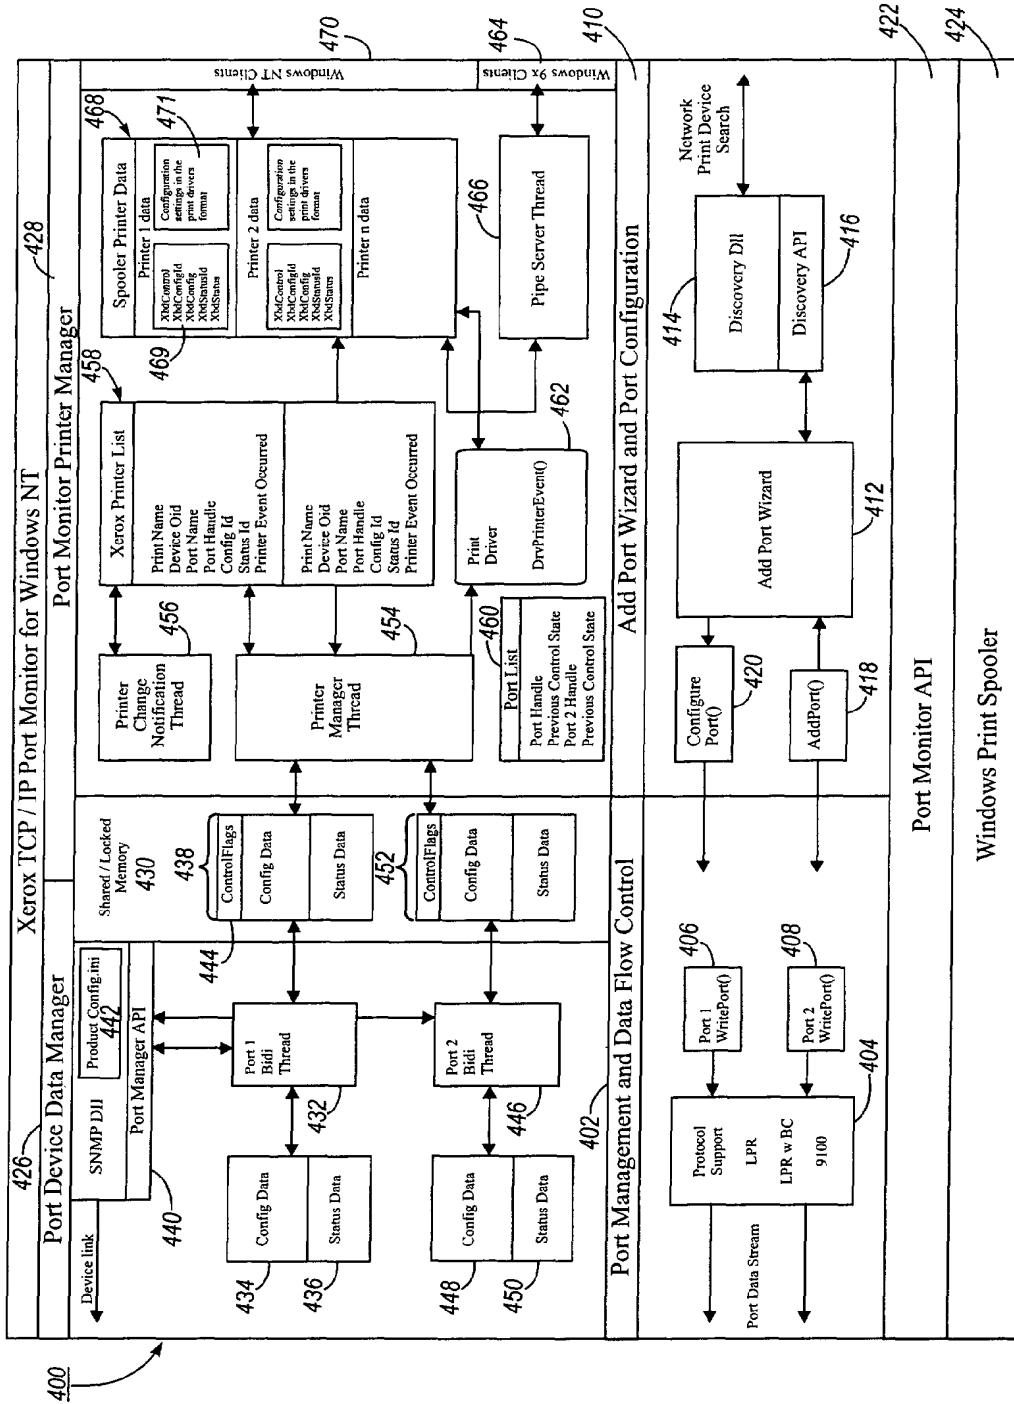 400
Xerox TCP / IP Port Monitor for Windows NT
426
Port Device Data Manager
428
Port Monitor Printer Manager
Device link
SNMP Dll
Product Config.ini
442
Port Manager API
440
Shared / Locked
Memory
430
Config Data
Status Data
434
436
Port 1
Bidi
Thread
432
438
ControlFlags
Config Data
Status Data
444
Config Data
Status Data
448
450
Port 2
Bidi
Thread
446
452
ControlFlags
Config Data
Status Data
Printer
Change
Notification
Thread
456
Printer
Manager
Thread
454
458
Xerox Printer List
Print Name
Device Oid
Port Name
Port Handle
Config Id
Status Id
Printer Event Occurred
Print Name
Device Oid
Port Name
Port Handle
Config Id
Status Id
Printer Event Occurred
460
Port List
Port Handle
Previous Control State
Port 2 Handle
Previous Control State
Print
Driver
DrvPrinterEvent()
462
468
Spooler Printer Data
Printer 1 data
XbdControl
XbdConfigId
XbdConfig
XbdStatusId
XbdStatus
469
Configuration
settings in the
print drivers
format
471
Printer 2 data
XbdControl
XbdConfigId
XbdConfig
XbdStatusId
XbdStatus
Configuration
settings in the
print drivers
format
Printer n data
Pipe Server Thread
466
Windows NT Clients
470
Windows 9x Clients
464
402
Port Management and Data Flow Control
Add Port Wizard and Port Configuration
410
Port Data Stream
Protocol
Support
LPR
LPR w BC
9100
404
Port 1
WritePort()
406
Port 2
WritePort()
408
Configure
Port()
420
AddPort()
418
Add Port Wizard
412
414
Discovery Dll
Discovery API
416
Network
Print Device
Search
Port Monitor API
422
Windows Print Spooler
424